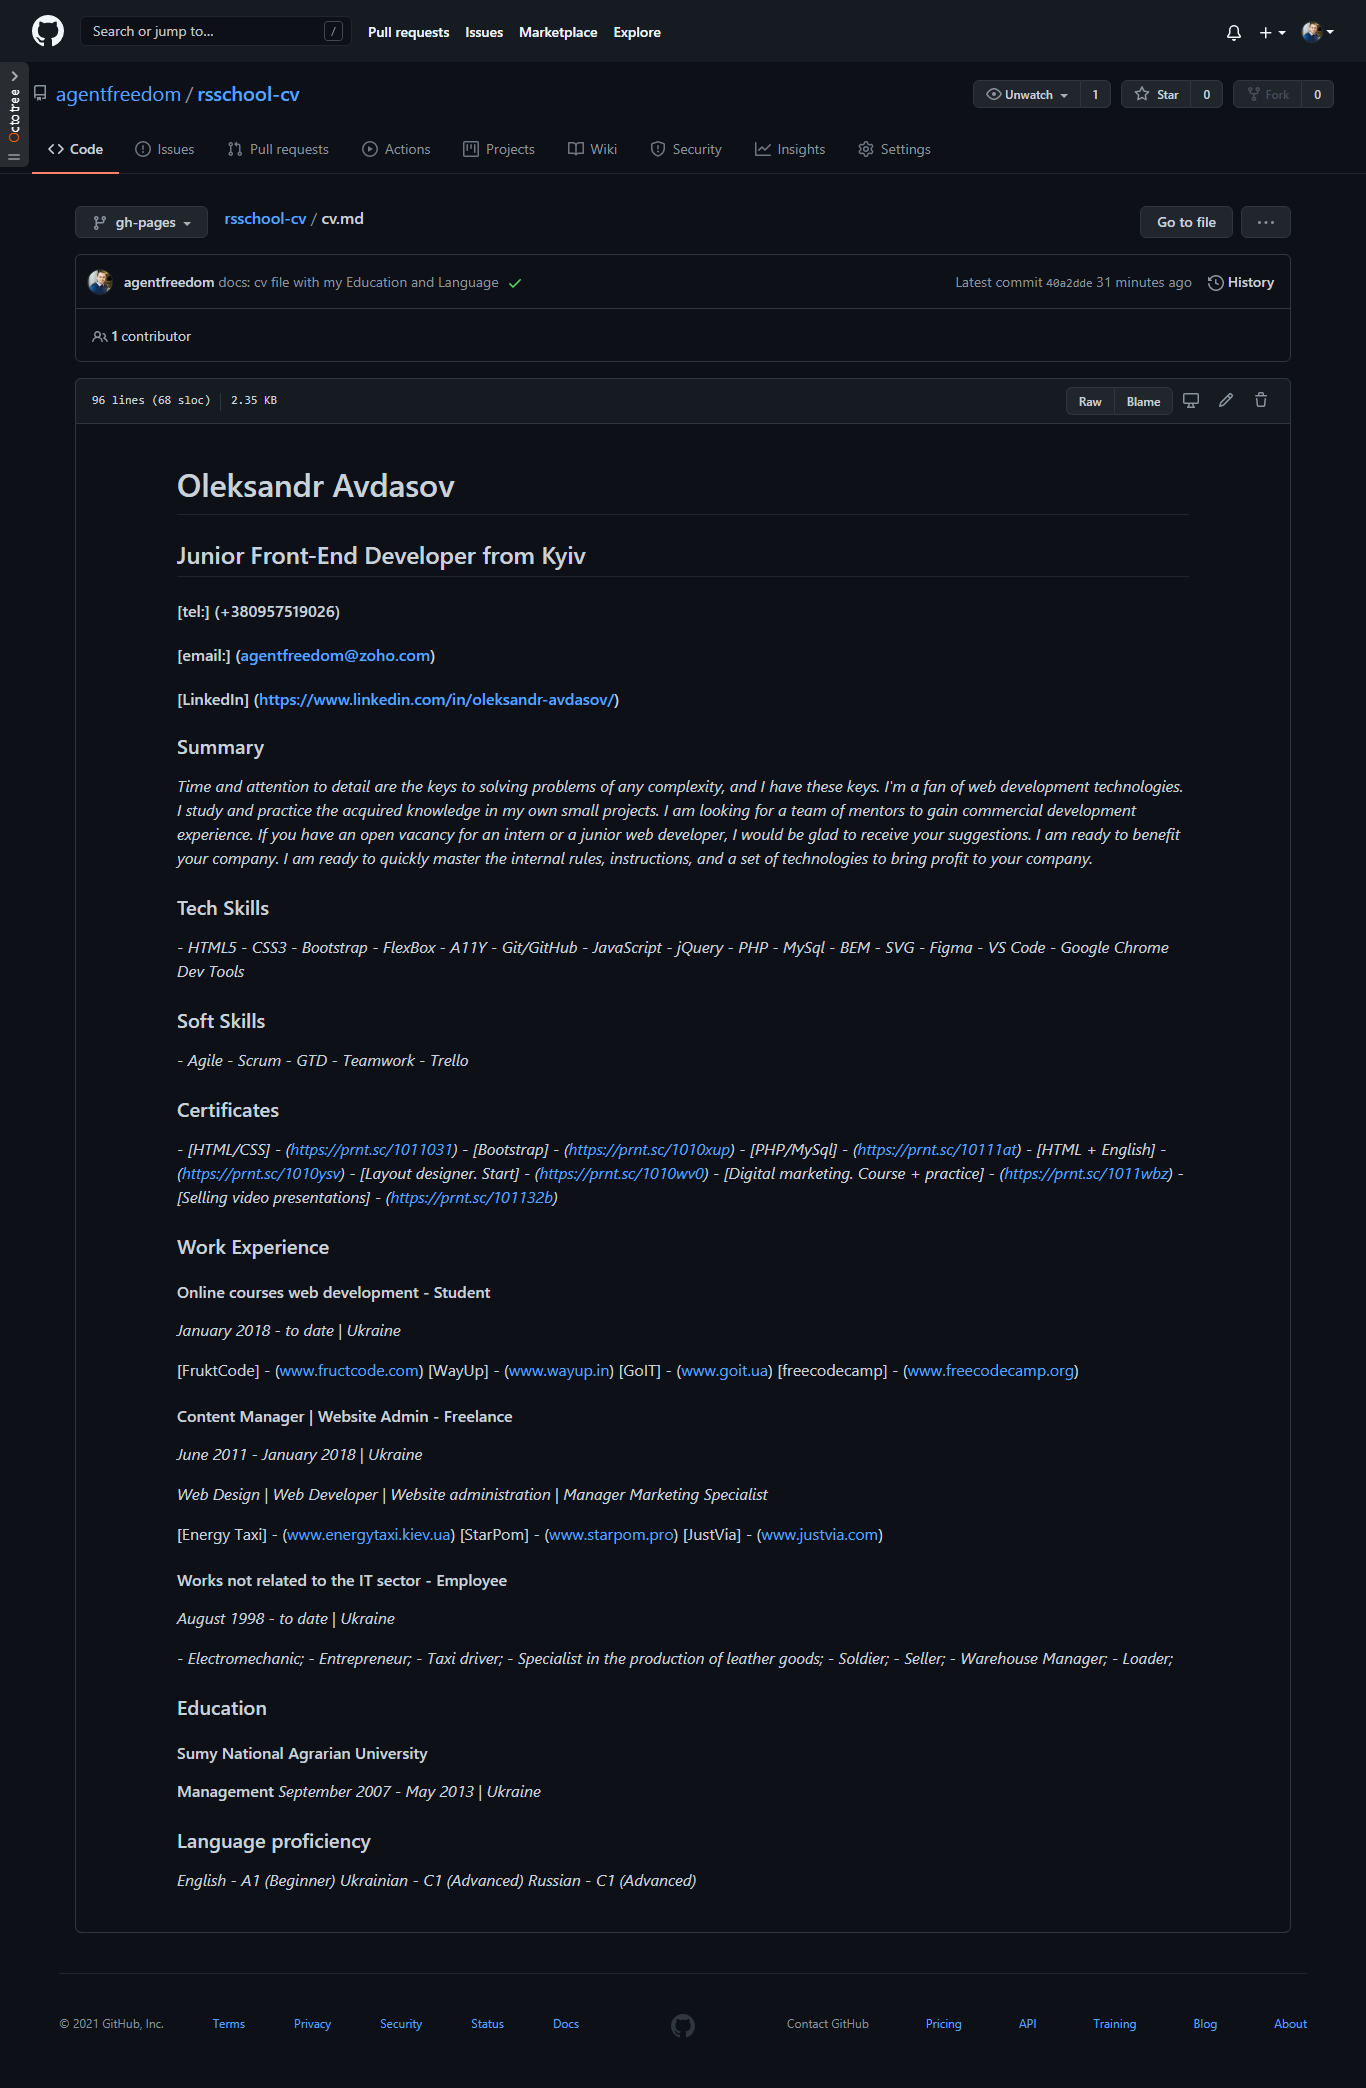 Search or jump to... /
Pull requests Issues Marketplace Explore
Octotree
agentfreedom / rsschool-cv
Unwatch 1 Star 0 Fork 0
Code Issues Pull requests Actions Projects Wiki Security Insights Settings
gh-pages rsschool-cv / cv.md Go to file ...
agentfreedom docs: cv file with my Education and Language Latest commit 40a2dde 31 minutes ago History
1 contributor
96 lines (68 sloc) 2.35 KB Raw Blame
Oleksandr Avdasov
Junior Front-End Developer from Kyiv
[tel:] (+380957519026)
[email:] (agentfreedom@zoho.com)
[LinkedIn] (https://www.linkedin.com/in/oleksandr-avdasov/)
Summary
Time and attention to detail are the keys to solving problems of any complexity, and I have these keys. I'm a fan of web development technologies.
I study and practice the acquired knowledge in my own small projects. I am looking for a team of mentors to gain commercial development
experience. If you have an open vacancy for an intern or a junior web developer, I would be glad to receive your suggestions. I am ready to benefit
your company. I am ready to quickly master the internal rules, instructions, and a set of technologies to bring profit to your company.
Tech Skills
- HTML5 - CSS3 - Bootstrap - FlexBox - A11Y - Git/GitHub - JavaScript - jQuery - PHP - MySql - BEM - SVG - Figma - VS Code - Google Chrome
Dev Tools
Soft Skills
- Agile - Scrum - GTD - Teamwork - Trello
Certificates
- [HTML/CSS] - (https://prnt.sc/1011031) - [Bootstrap] - (https://prnt.sc/1010xup) - [PHP/MySql] - (https://prnt.sc/10111at) - [HTML + English] -
(https://prnt.sc/1010ysv) - [Layout designer. Start] - (https://prnt.sc/1010wv0) - [Digital marketing. Course + practice] - (https://prnt.sc/1011wbz) -
[Selling video presentations] - (https://prnt.sc/101132b)
Work Experience
Online courses web development - Student
January 2018 - to date | Ukraine
[FruktCode] - (www.fructcode.com) [WayUp] - (www.wayup.in) [GoIT] - (www.goit.ua) [freecodecamp] - (www.freecodecamp.org)
Content Manager | Website Admin - Freelance
June 2011 - January 2018 | Ukraine
Web Design | Web Developer | Website administration | Manager Marketing Specialist
[Energy Taxi] - (www.energytaxi.kiev.ua) [StarPom] - (www.starpom.pro) [JustVia] - (www.justvia.com)
Works not related to the IT sector - Employee
August 1998 - to date | Ukraine
- Electromechanic; - Entrepreneur; - Taxi driver; - Specialist in the production of leather goods; - Soldier; - Seller; - Warehouse Manager; - Loader;
Education
Sumy National Agrarian University
Management September 2007 - May 2013 | Ukraine
Language proficiency
English - A1 (Beginner) Ukrainian - C1 (Advanced) Russian - C1 (Advanced)
© 2021 GitHub, Inc. Terms Privacy Security Status Docs Contact GitHub Pricing API Training Blog About